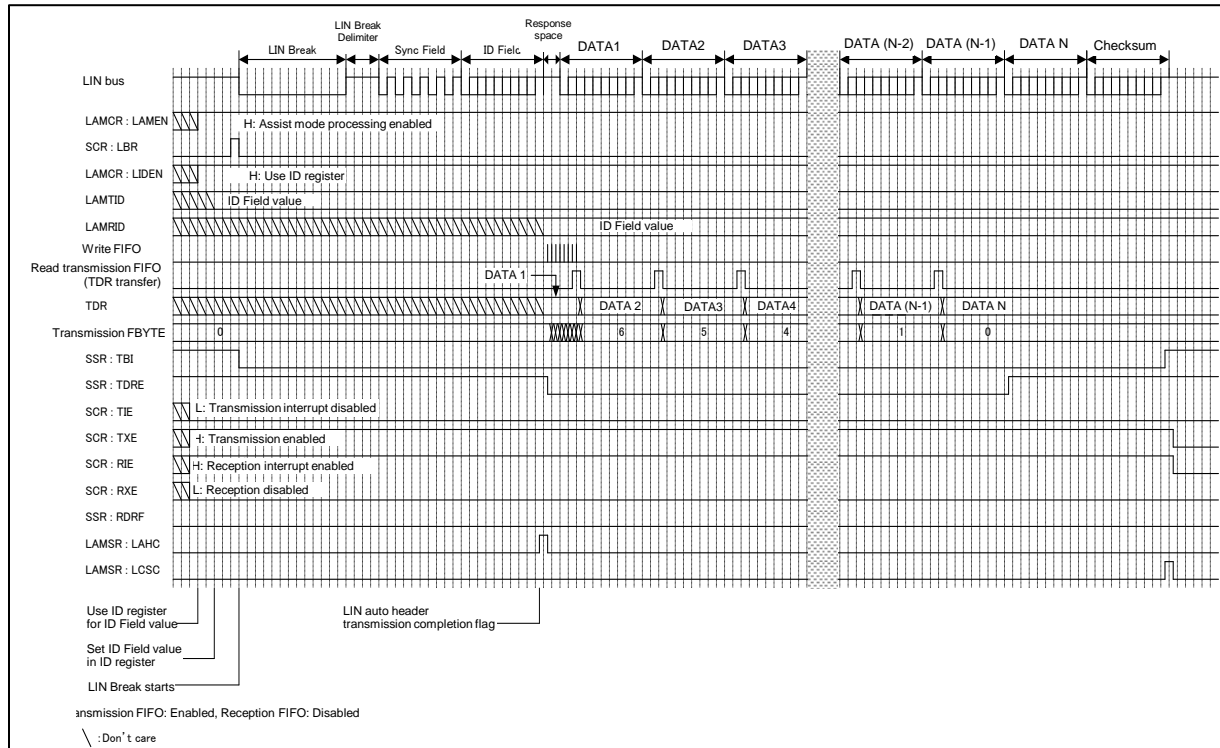 LIN Break
LIN Break
Delimiter
Sync Field
ID Field
Response
space
DATA1
DATA2
DATA3
DATA (N-2)
DATA (N-1)
DATA N
Checksum
LIN bus
LAMCR : LAMEN
H: Assist mode processing enabled
SCR : LBR
LAMCR : LIDEN
H: Use ID register
LAMTID
ID Field value
LAMRID
ID Field value
Write FIFO
Read transmission FIFO
(TDR transfer)
DATA 1
TDR
DATA 2
DATA3
DATA4
DATA (N-1)
DATA N
Transmission FBYTE
0
6
5
4
1
0
SSR : TBI
SSR : TDRE
SCR : TIE
L: Transmission interrupt disabled
SCR : TXE
H: Transmission enabled
SCR : RIE
H: Reception interrupt enabled
SCR : RXE
L: Reception disabled
SSR : RDRF
LAMSR : LAHC
LAMSR : LCSC
Use ID register
for ID Field value
LIN auto header
transmission completion flag
Set ID Field value
in ID register
LIN Break starts
ansmission FIFO: Enabled, Reception FIFO: Disabled
:Don't care